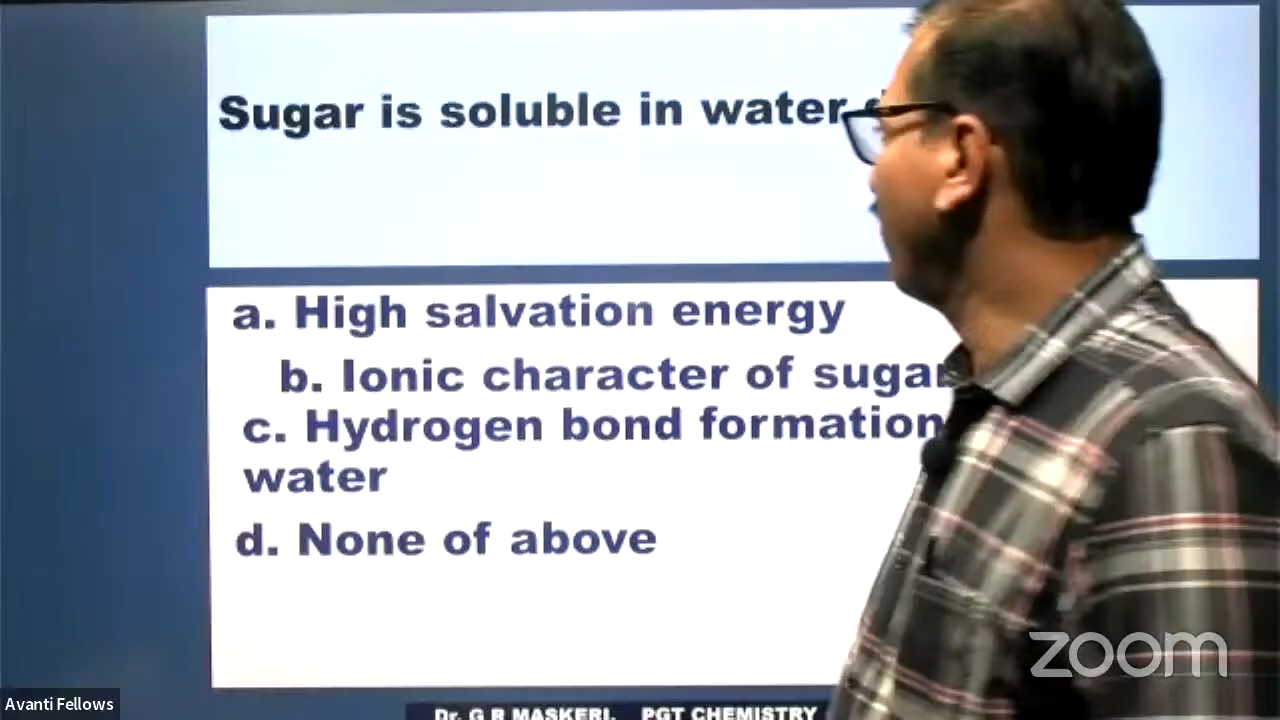 Sugar is soluble in water
a. High salvation energy
b. Ionic character of sugar
c. Hydrogen bond formation
water
d. None of above
zoom
Avanti Fellows
Dr. G R MASKERI, PGT CHEMISTRY